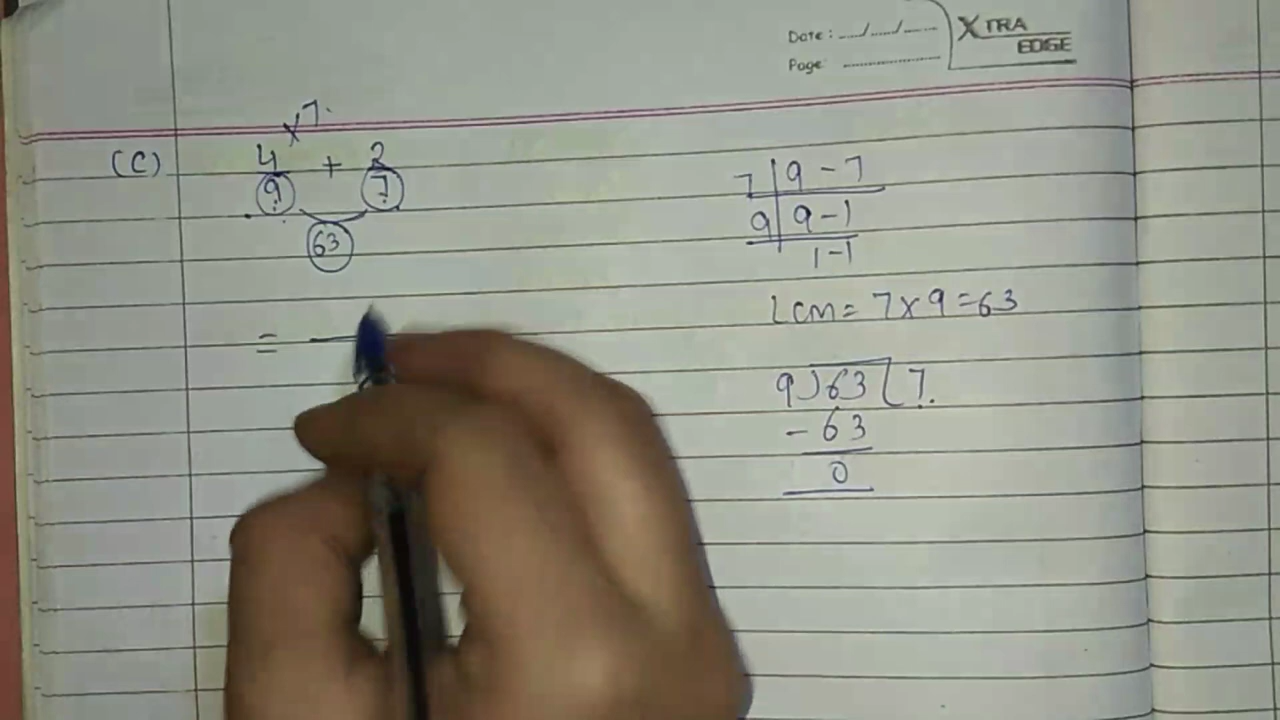 Date : ..../..../......
Page ..................
XTRA
EDGE
×7.
(C) 4/9 + 2/7
63
=
7 | 9 - 7
9 | 9 - 1
1 - 1
LCM = 7 × 9 = 63
9 ) 63 ( 7.
- 63
0